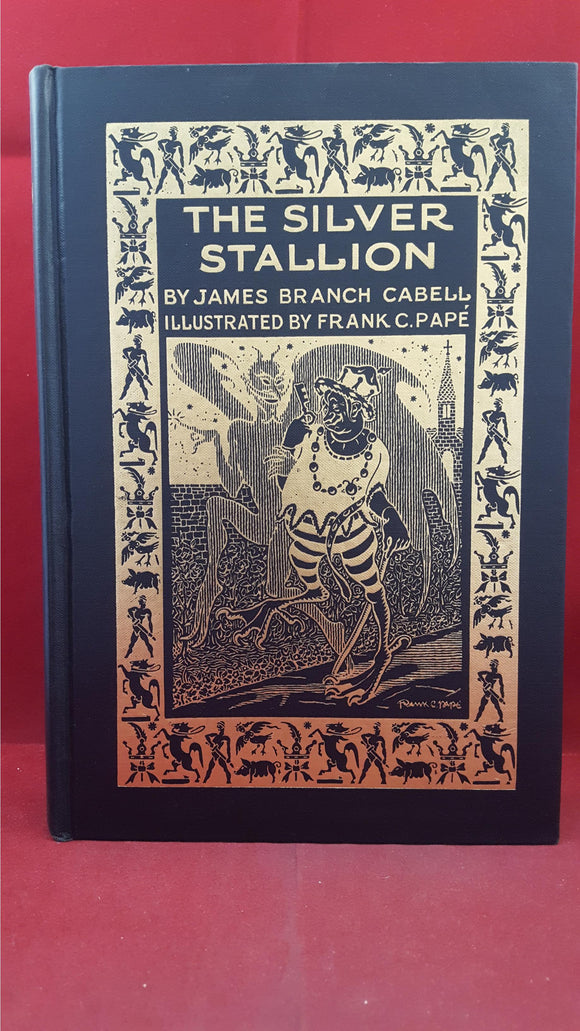 THE SILVER
STALLION
BY JAMES BRANCH CABELL
ILLUSTRATED BY FRANK C. PAPÉ
FRANK C. PAPÉ